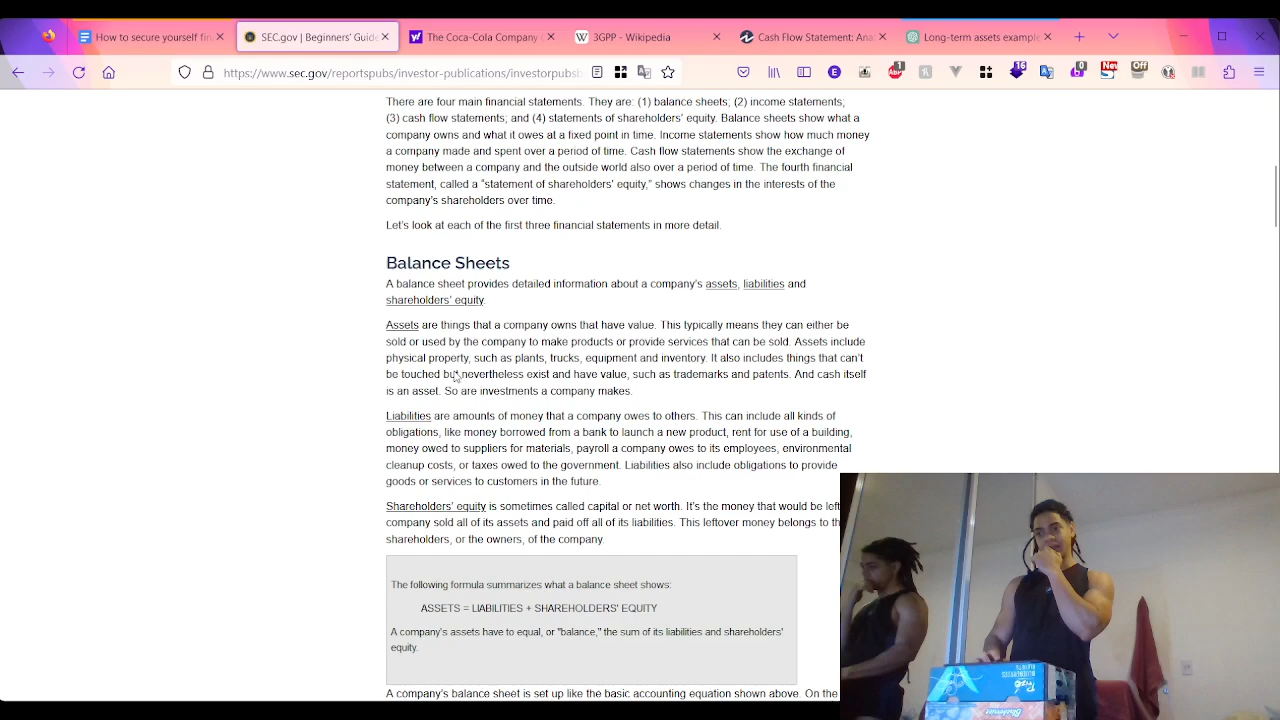 How to secure yourself fin
SEC.gov | Beginners' Guide
The Coca-Cola Company
3GPP - Wikipedia
Cash Flow Statement: Ana
Long-term assets example
https://www.sec.gov/reportspubs/investor-publications/investorpubsb
1
16
0
New
Off
There are four main financial statements. They are: (1) balance sheets; (2) income statements;
(3) cash flow statements; and (4) statements of shareholders' equity. Balance sheets show what a
company owns and what it owes at a fixed point in time. Income statements show how much money
a company made and spent over a period of time. Cash flow statements show the exchange of
money between a company and the outside world also over a period of time. The fourth financial
statement, called a "statement of shareholders' equity," shows changes in the interests of the
company's shareholders over time.
Let's look at each of the first three financial statements in more detail.
Balance Sheets
A balance sheet provides detailed information about a company's assets, liabilities and
shareholders' equity.
Assets are things that a company owns that have value. This typically means they can either be
sold or used by the company to make products or provide services that can be sold. Assets include
physical property, such as plants, trucks, equipment and inventory. It also includes things that can't
be touched but nevertheless exist and have value, such as trademarks and patents. And cash itself
is an asset. So are investments a company makes.
Liabilities are amounts of money that a company owes to others. This can include all kinds of
obligations, like money borrowed from a bank to launch a new product, rent for use of a building,
money owed to suppliers for materials, payroll a company owes to its employees, environmental
cleanup costs, or taxes owed to the government. Liabilities also include obligations to provide
goods or services to customers in the future.
Shareholders' equity is sometimes called capital or net worth. It's the money that would be left
company sold all of its assets and paid off all of its liabilities. This leftover money belongs to th
shareholders, or the owners, of the company.
The following formula summarizes what a balance sheet shows:
ASSETS = LIABILITIES + SHAREHOLDERS' EQUITY
A company's assets have to equal, or "balance," the sum of its liabilities and shareholders'
equity.
A company's balance sheet is set up like the basic accounting equation shown above. On the
BLUEBERRIES